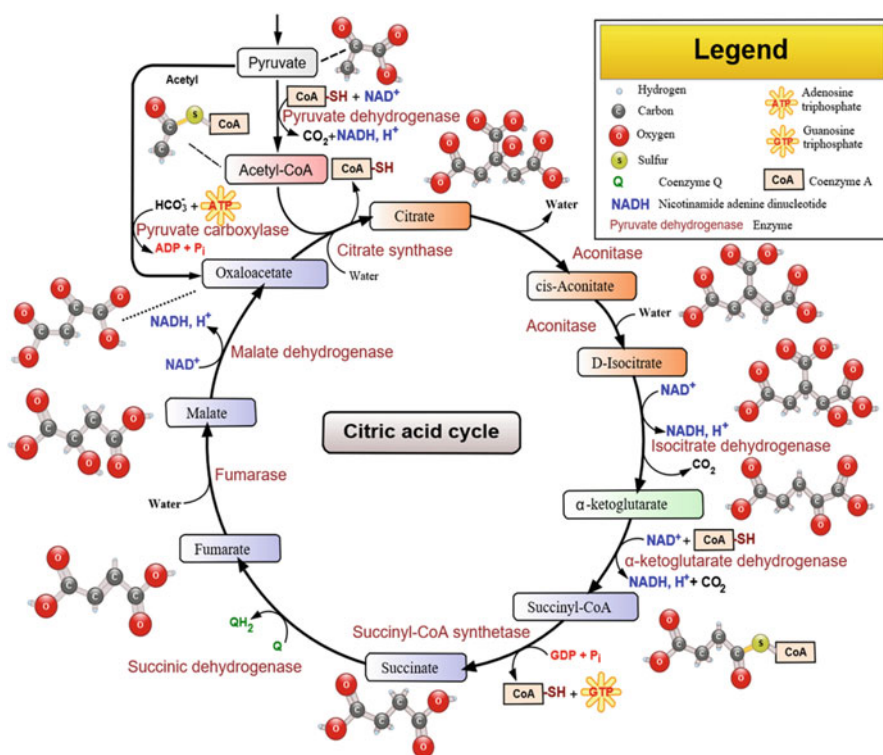 Legend
Hydrogen
Carbon
Oxygen
Sulfur
Q Coenzyme Q
NADH Nicotinamide adenine dinucleotide
Pyruvate dehydrogenase Enzyme
ATP Adenosine
triphosphate
GTP Guanosine
triphosphate
CoA Coenzyme A
Pyruvate
Acetyl
CoA-SH + NAD+
Pyruvate dehydrogenase
CO2+NADH, H+
S CoA
Acetyl-CoA
CoA-SH
HCO3- + ATP
Pyruvate carboxylase
ADP + Pi
Oxaloacetate
Citrate synthase
Water
Citrate
Water
Aconitase
cis-Aconitate
Aconitase
Water
D-Isocitrate
NAD+
NADH, H+
Isocitrate dehydrogenase
CO2
α-ketoglutarate
NAD+ + CoA-SH
α-ketoglutarate dehydrogenase
NADH, H+ + CO2
Succinyl-CoA
S CoA
Succinyl-CoA synthetase
GDP + Pi
CoA-SH + GTP
Succinate
Succinic dehydrogenase
Q
QH2
Fumarate
Water
Fumarase
Malate
NAD+
Malate dehydrogenase
NADH, H+
Citric acid cycle